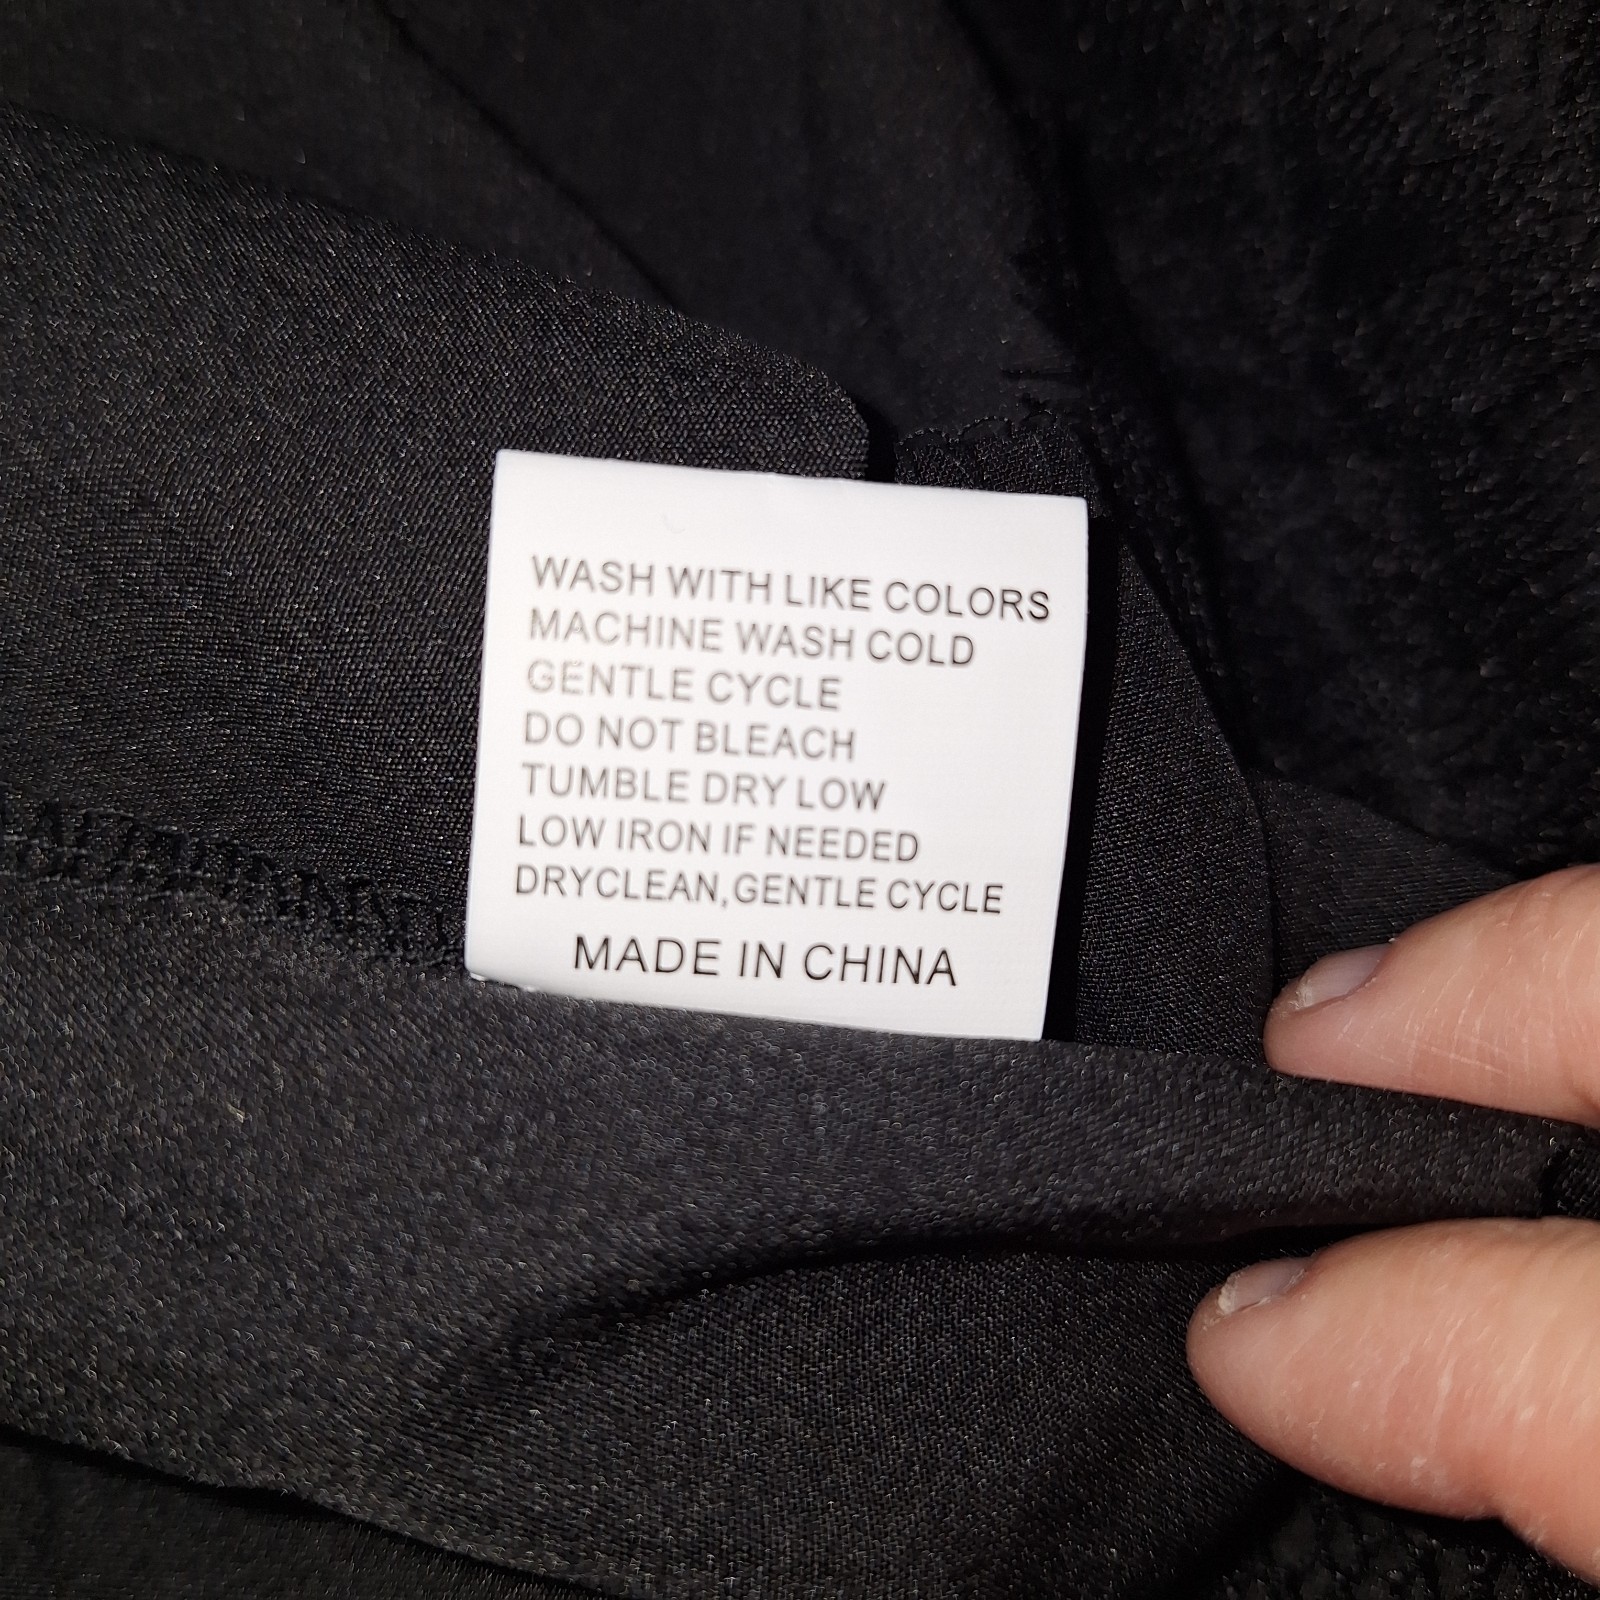 WASH WITH LIKE COLORS
MACHINE WASH COLD
GENTLE CYCLE
DO NOT BLEACH
TUMBLE DRY LOW
LOW IRON IF NEEDED
DRYCLEAN,GENTLE CYCLE
MADE IN CHINA